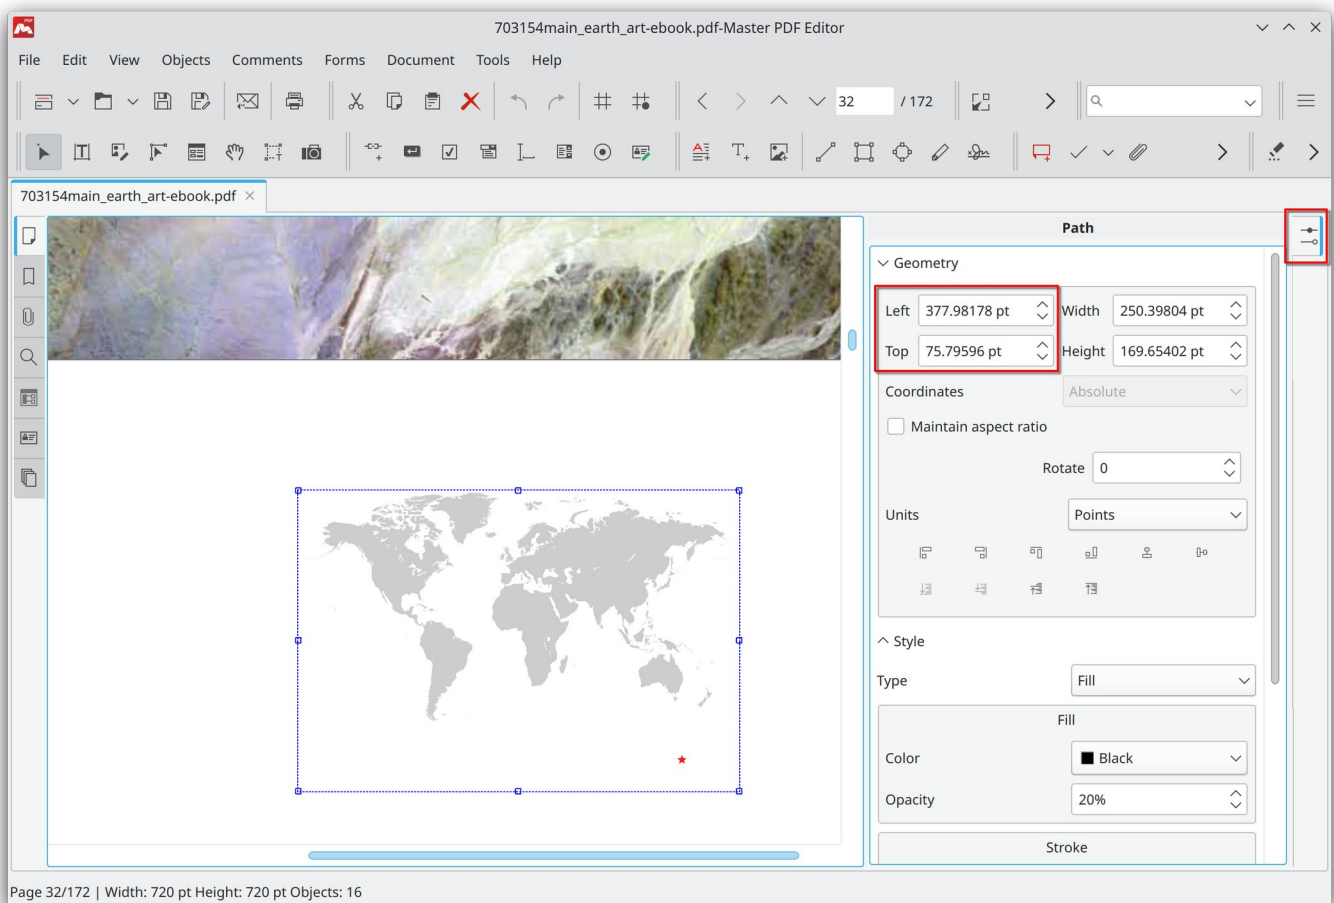 703154main_earth_art-ebook.pdf-Master PDF Editor
File Edit View Objects Comments Forms Document Tools Help
32 / 172
703154main_earth_art-ebook.pdf
Path
Geometry
Left 377.98178 pt Width 250.39804 pt
Top 75.79596 pt Height 169.65402 pt
Coordinates Absolute
Maintain aspect ratio
Rotate 0
Units Points
Style
Type Fill
Fill
Color Black
Opacity 20%
Stroke
Page 32/172 | Width: 720 pt Height: 720 pt Objects: 16